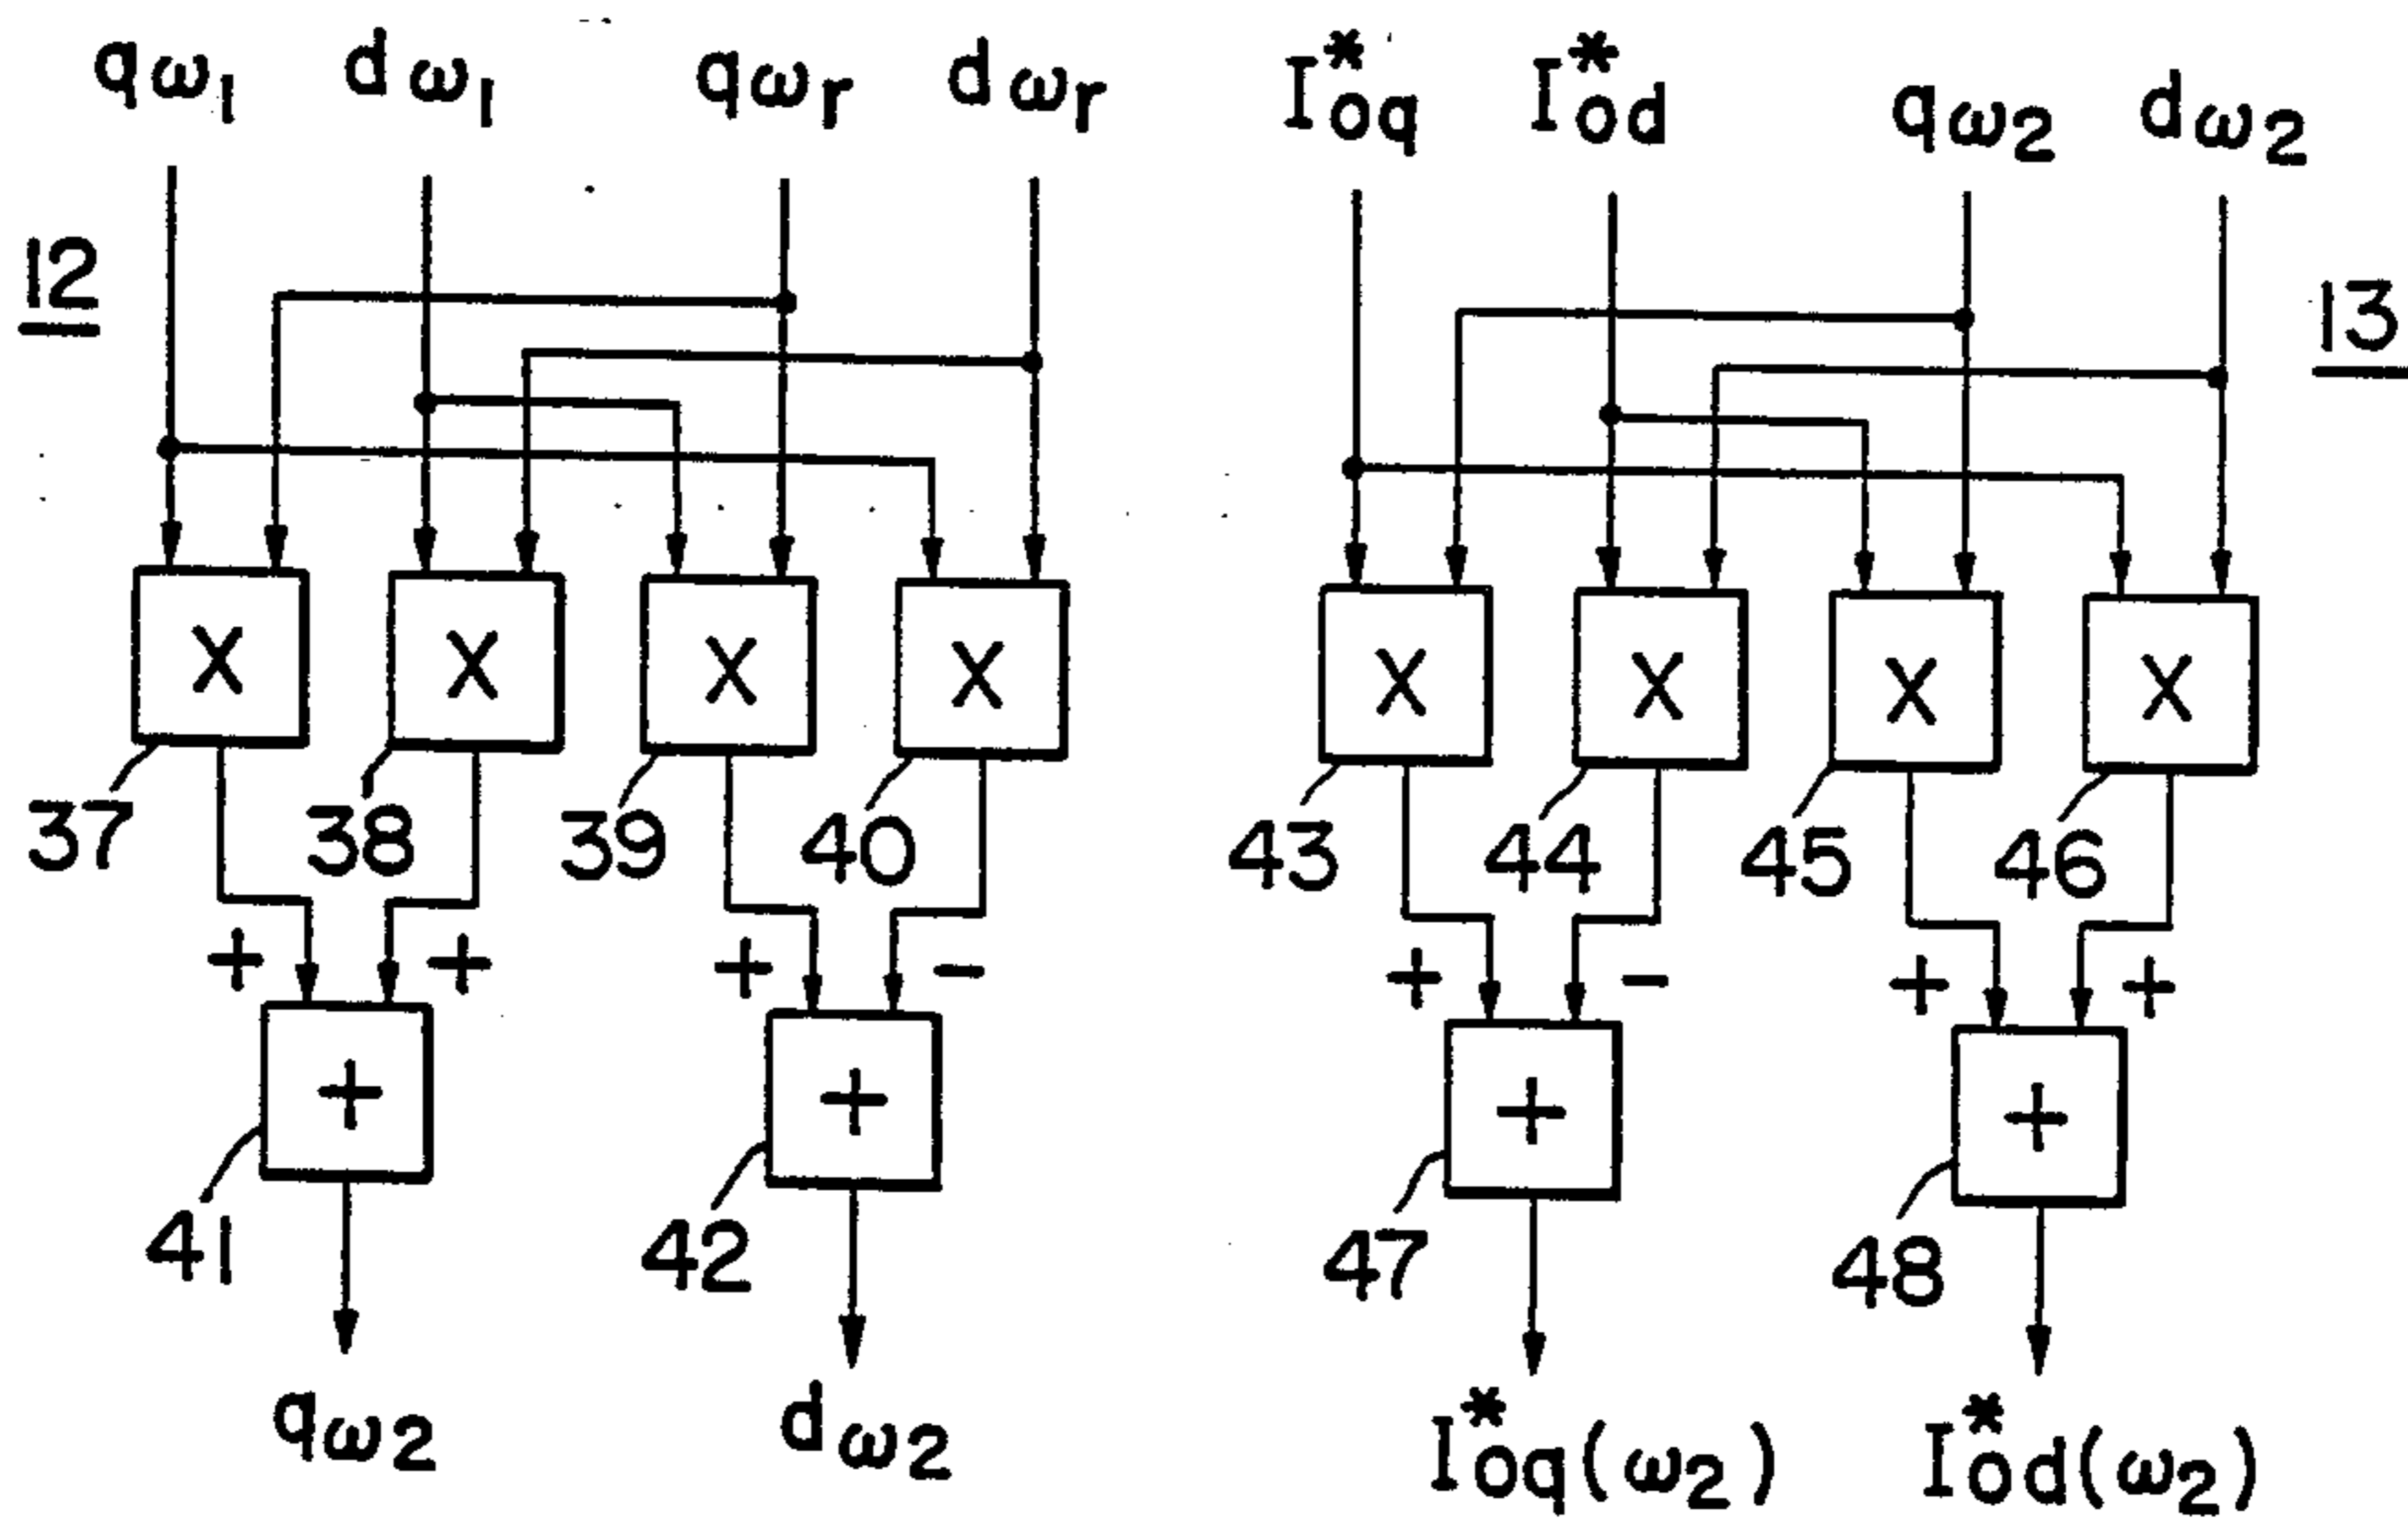 qω1 dω1 qωr dωr I*oq I*od qω2 dω2
12 13
X X X X X X X X
37 38 39 40 43 44 45 46
+ + + - + - + +
+ + + +
41 42 47 48
qω2 dω2 I*oq(ω2) I*od(ω2)